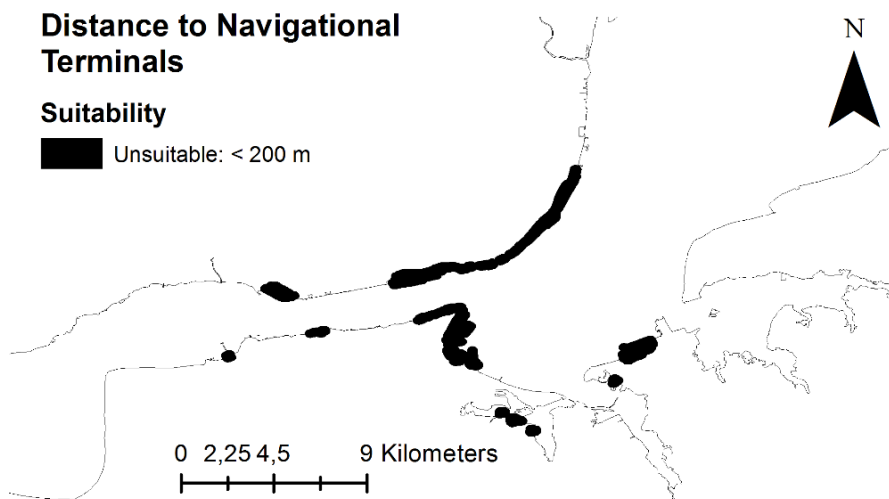 Distance to Navigational
Terminals
N
Suitability
Unsuitable: < 200 m
0 2,25 4,5 9 Kilometers